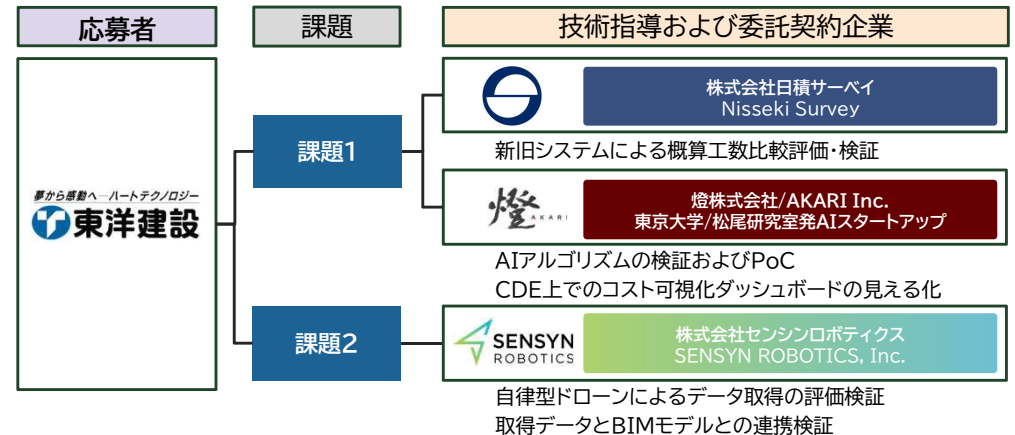 応募者
課題
技術指導および委託契約企業
夢から感動へ―ハートテクノロジー
東洋建設
課題1
株式会社日積サーベイ
Nisseki Survey
新旧システムによる概算工数比較評価・検証
燈
AKARI
燈株式会社/AKARI Inc.
東京大学/松尾研究室発AIスタートアップ
AIアルゴリズムの検証およびPoC
CDE上でのコスト可視化ダッシュボードの見える化
課題2
SENSYN
ROBOTICS
株式会社センシンロボティクス
SENSYN ROBOTICS, Inc.
自律型ドローンによるデータ取得の評価検証
取得データとBIMモデルとの連携検証